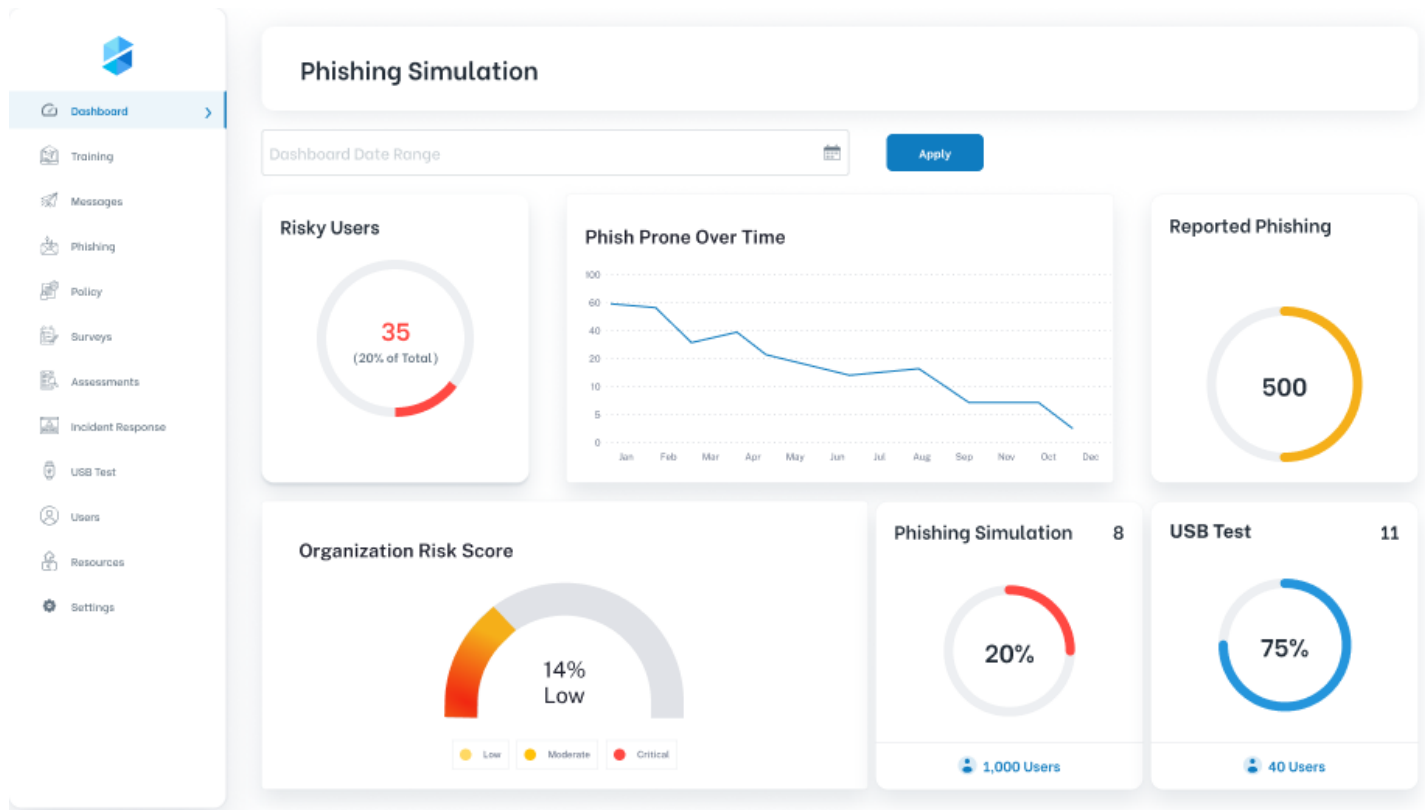 Phishing Simulation
Dashboard
Training
Messages
Phishing
Policy
Surveys
Assessments
Incident Response
USB Test
Users
Resources
Settings
Dashboard Date Range
Apply
Risky Users
35
(20% of Total)
Phish Prone Over Time
100
60
40
20
10
5
0
Jan Feb Mar Apr May Jun Jul Aug Sep Nov Oct Dec
Reported Phishing
500
Organization Risk Score
14%
Low
Low Moderate Critical
Phishing Simulation 8
20%
1,000 Users
USB Test 11
75%
40 Users